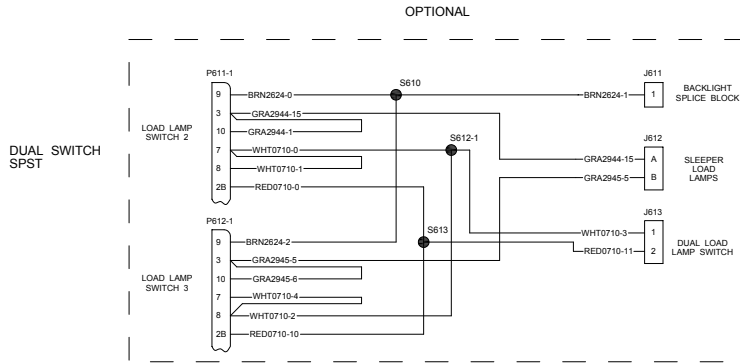 OPTIONAL
DUAL SWITCH
SPST
P611-1
LOAD LAMP
SWITCH 2
9
3
10
7
8
2B
BRN2624-0
GRA2944-15
GRA2944-1
WHT0710-0
WHT0710-1
RED0710-0
P612-1
LOAD LAMP
SWITCH 3
9
3
10
7
8
2B
BRN2624-2
GRA2945-5
GRA2945-6
WHT0710-4
WHT0710-2
RED0710-10
S610
S612-1
S613
J611
BRN2624-1
1
BACKLIGHT
SPLICE BLOCK
J612
GRA2944-15
GRA2945-5
A
B
SLEEPER
LOAD
LAMPS
J613
WHT0710-3
RED0710-11
1
2
DUAL LOAD
LAMP SWITCH